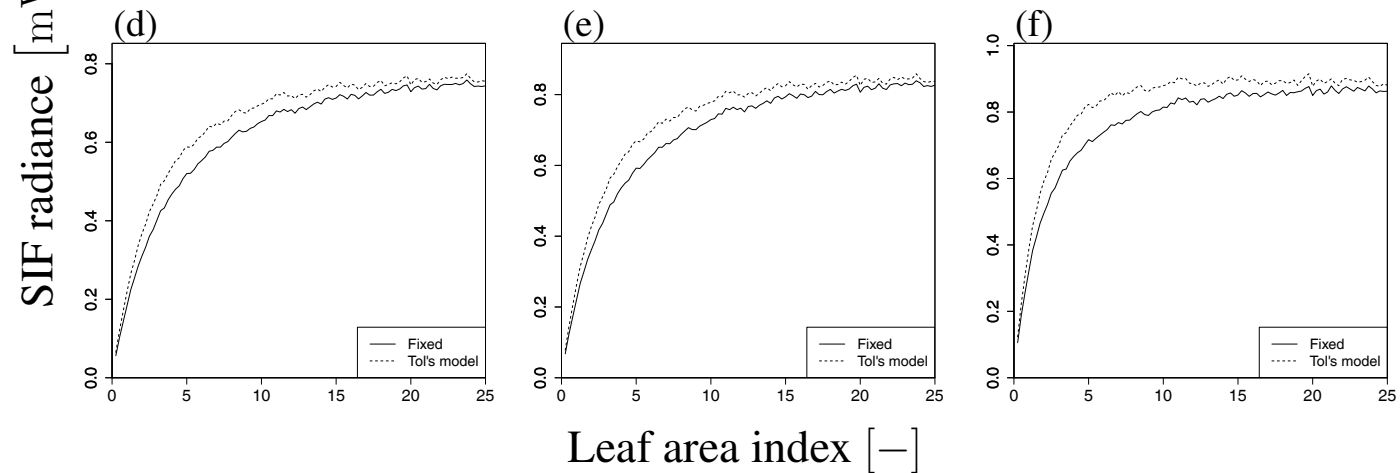 SIF radiance [mW
(d)
0.0 0.2 0.4 0.6 0.8
0 5 10 15 20 25
Fixed
Tol's model
(e)
0.0 0.2 0.4 0.6 0.8
0 5 10 15 20 25
Fixed
Tol's model
(f)
0.0 0.2 0.4 0.6 0.8 1.0
0 5 10 15 20 25
Fixed
Tol's model
Leaf area index [−]